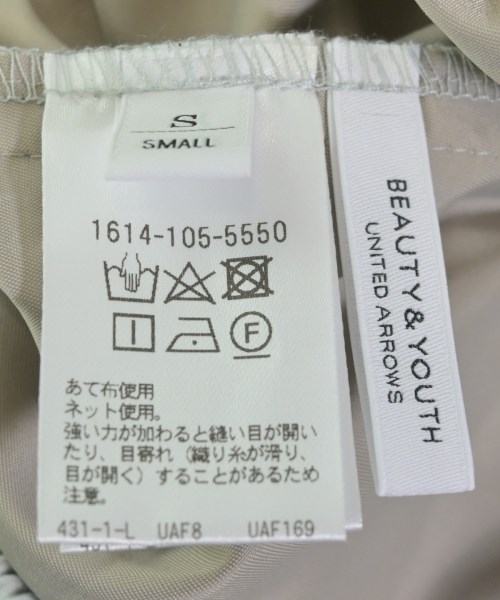 S
SMALL
1614-105-5550
F
あて布使用
ネット使用。
強い力が加わると縫い目が開い
たり、目寄れ（織り糸が滑り、
目が開く）することがあるため
注意。
431-1-L UAF8 UAF169
BEAUTY & YOUTH
UNITED ARROWS